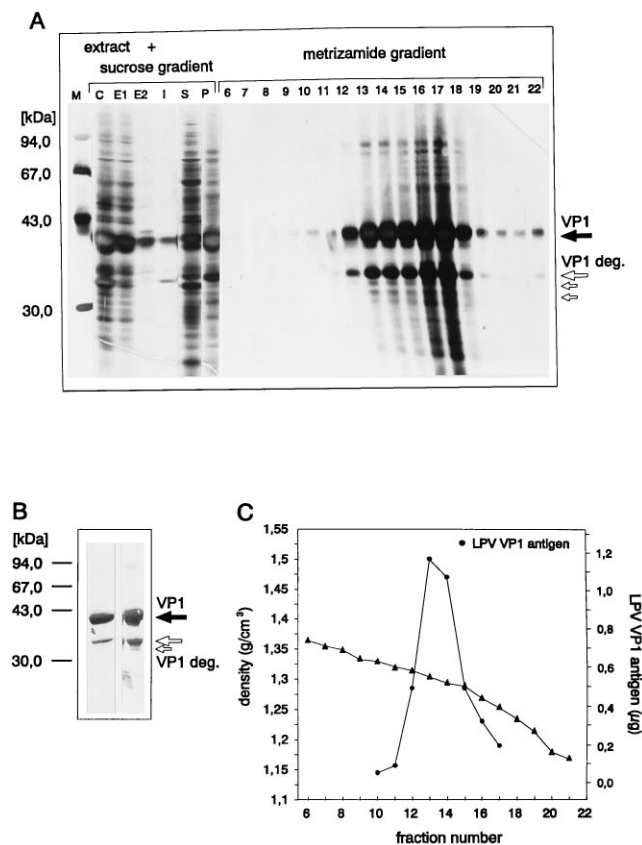 A
extract +
sucrose gradient
metrizamide gradient
M C E1 E2 I S P 6 7 8 9 10 11 12 13 14 15 16 17 18 19 20 21 22
[kDa]
94,0
67,0
43,0
30,0
VP1
VP1 deg.
B
[kDa]
94,0
67,0
43,0
30,0
VP1
VP1 deg.
C
LPV VP1 antigen
density (g/cm³)
1,55
1,5
1,45
1,4
1,35
1,3
1,25
1,2
1,15
1,1
6 8 10 12 14 16 18 20 22
fraction number
1,2
1,0
0,8
0,6
0,4
0,2
0,0
LPV VP1
antigen (µg)